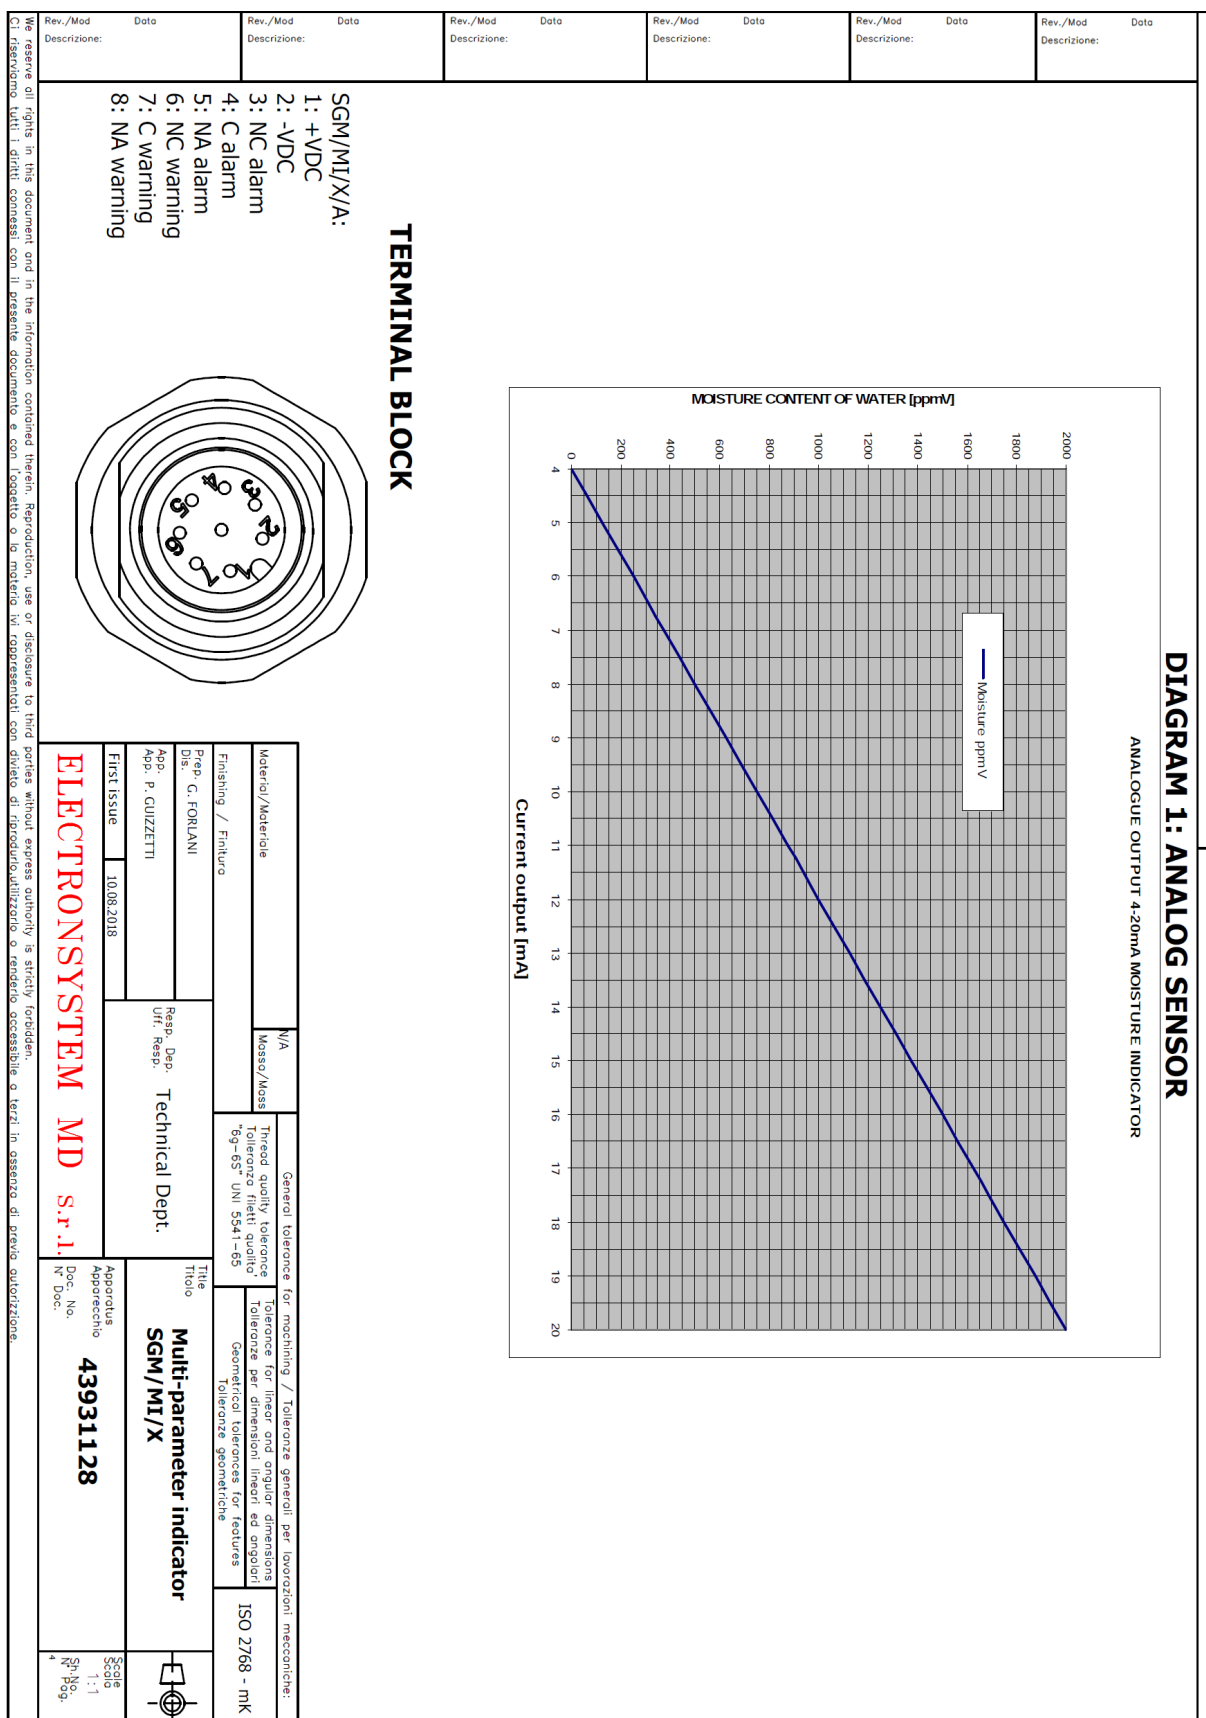 Rev./Mod Data
Descrizione:
Rev./Mod Data
Descrizione:
Rev./Mod Data
Descrizione:
Rev./Mod Data
Descrizione:
Rev./Mod Data
Descrizione:
Rev./Mod Data
Descrizione:
DIAGRAM 1: ANALOG SENSOR
ANALOGUE OUTPUT 4-20mA MOISTURE INDICATOR
MOISTURE CONTENT OF WATER [ppmV]
2000
1800
1600
1400
1200
1000
800
600
400
200
0
4 5 6 7 8 9 10 11 12 13 14 15 16 17 18 19 20
Moisture ppmV
Current output [mA]
TERMINAL BLOCK
SGM/MI/X/A:
1: +VDC
2: -VDC
3: NC alarm
4: C alarm
5: NA alarm
6: NC warning
7: C warning
8: NA warning
1
2
3
4
5
6
7
Material/Materiale
N/A
Massa/Mass
Finishing / Finitura
General tolerance for machining / Tolleranze generali per lavorazioni meccaniche:
Thread quality tolerance
Tolleranza filetti qualita'
"6g-6S" UNI 5541-65
Tolerance for linear and angular dimensions
Tolleranze per dimensioni lineari ed angolari
Geometrical tolerances for features
Tolleranze geometriche
ISO 2768 - mK
Prep. G. FORLANI
Dis.
App.
App. P. GUIZZETTI
Resp. Dep.
Uff. Resp.
Technical Dept.
Title
Titolo
Multi-parameter indicator
SGM/MI/X
First issue
10.08.2018
ELECTRONSYSTEM MD s.r.l.
Apparatus
Apparecchio
Doc. No.
N° Doc.
43931128
Scale
Scala
1:1
Sh.No.
N° Pag.
4
We reserve all rights in this document and in the information contained therein. Reproduction, use or disclosure to third parties without express authority is strictly forbidden.
Ci riserviamo tutti i diritti connessi con il presente documento e con l'oggetto o la materia ivi rappresentati con divieto di riprodurlo,utilizzarlo o renderlo accessibile a terzi in assenza di previa autorizzione.